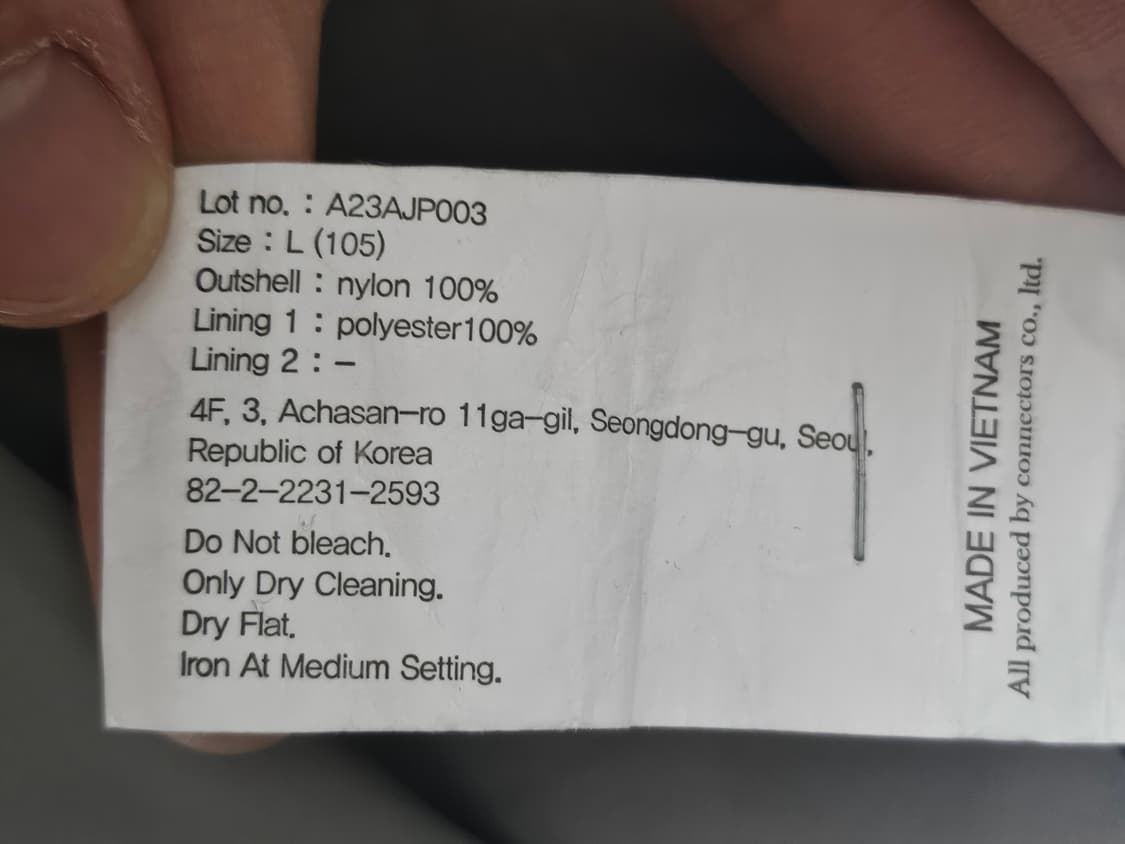 Lot no. : A23AJP003
Size : L (105)
Outshell : nylon 100%
Lining 1 : polyester100%
Lining 2 : –
4F, 3, Achasan–ro 11ga–gil, Seongdong–gu, Seoul,
Republic of Korea
82–2–2231–2593
Do Not bleach.
Only Dry Cleaning.
Dry Flat.
Iron At Medium Setting.
MADE IN VIETNAM
All produced by connectors co., ltd.